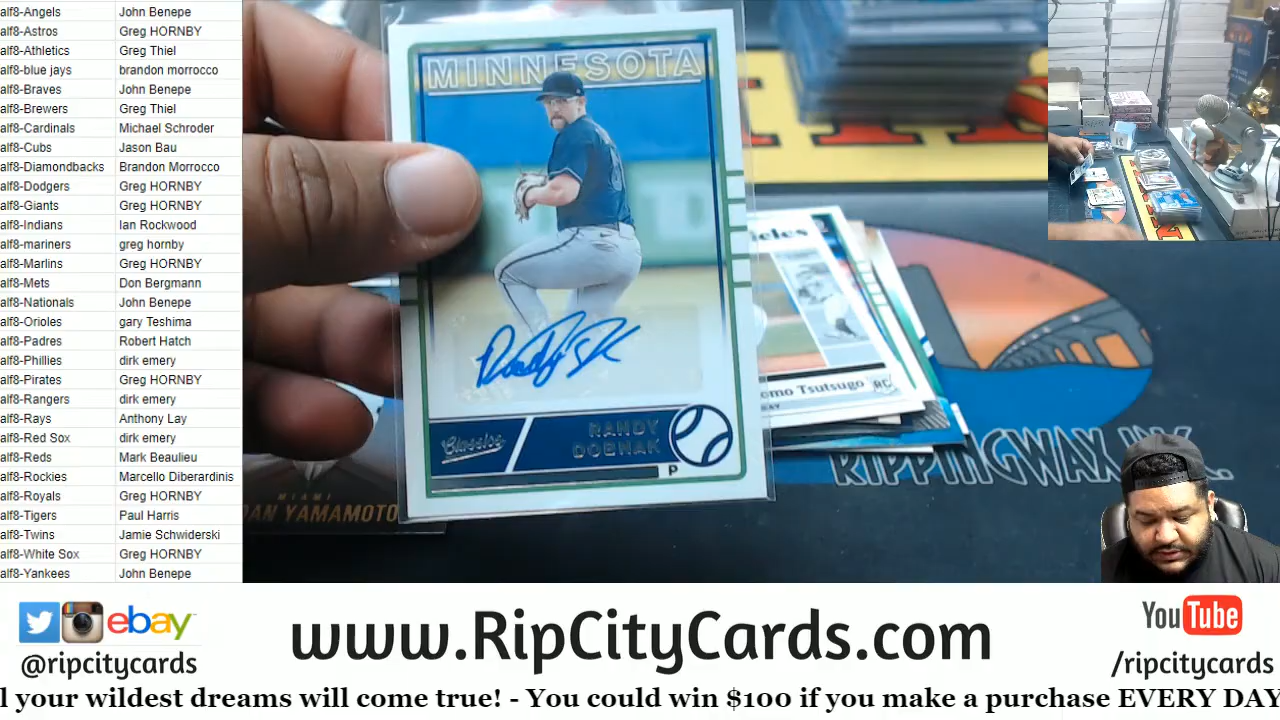 alf8-Angels John Benepe
alf8-Astros Greg HORNBY
alf8-Athletics Greg Thiel
alf8-blue jays brandon morrocco
alf8-Braves John Benepe
alf8-Brewers Greg Thiel
alf8-Cardinals Michael Schroder
alf8-Cubs Jason Bau
alf8-Diamondbacks Brandon Morrocco
alf8-Dodgers Greg HORNBY
alf8-Giants Greg HORNBY
alf8-Indians Ian Rockwood
alf8-mariners greg hornby
alf8-Marlins Greg HORNBY
alf8-Mets Don Bergmann
alf8-Nationals John Benepe
alf8-Orioles gary Teshima
alf8-Padres Robert Hatch
alf8-Phillies dirk emery
alf8-Pirates Greg HORNBY
alf8-Rangers dirk emery
alf8-Rays Anthony Lay
alf8-Red Sox dirk emery
alf8-Reds Mark Beaulieu
alf8-Rockies Marcello Diberardinis
alf8-Royals Greg HORNBY
alf8-Tigers Paul Harris
alf8-Twins Jamie Schwiderski
alf8-White Sox Greg HORNBY
alf8-Yankees John Benepe
MINNESOTA
Classics
RANDY
DOBNAK
P
omo Tsutsugo
RC
MIAMI
DAN YAMAMOTO
RIPPINGWAX
ebay
@ripcitycards
www.RipCityCards.com
YouTube
/ripcitycards
l your wildest dreams will come true! - You could win $100 if you make a purchase EVERY DAY